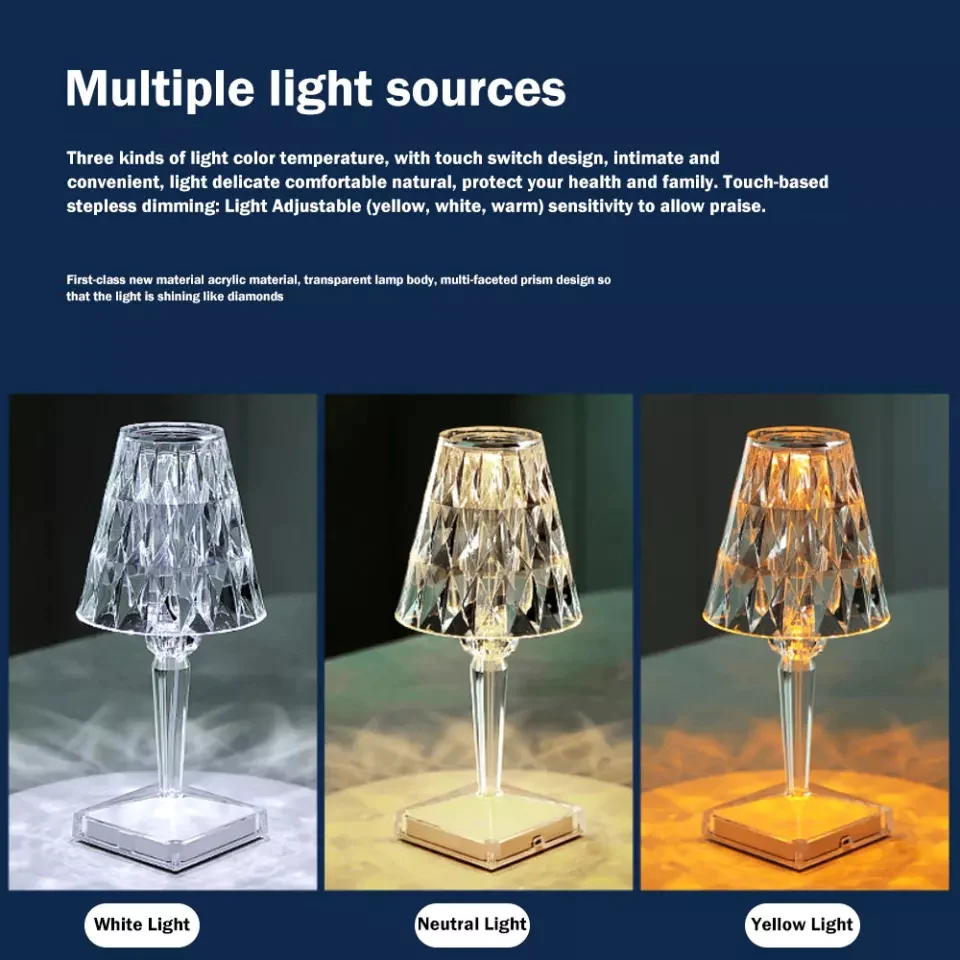 Multiple light sources
Three kinds of light color temperature, with touch switch design, intimate and
convenient, light delicate comfortable natural, protect your health and family. Touch-based
stepless dimming: Light Adjustable (yellow, white, warm) sensitivity to allow praise.
First-class new material acrylic material, transparent lamp body, multi-faceted prism design so
that the light is shining like diamonds
White Light
Neutral Light
Yellow Light